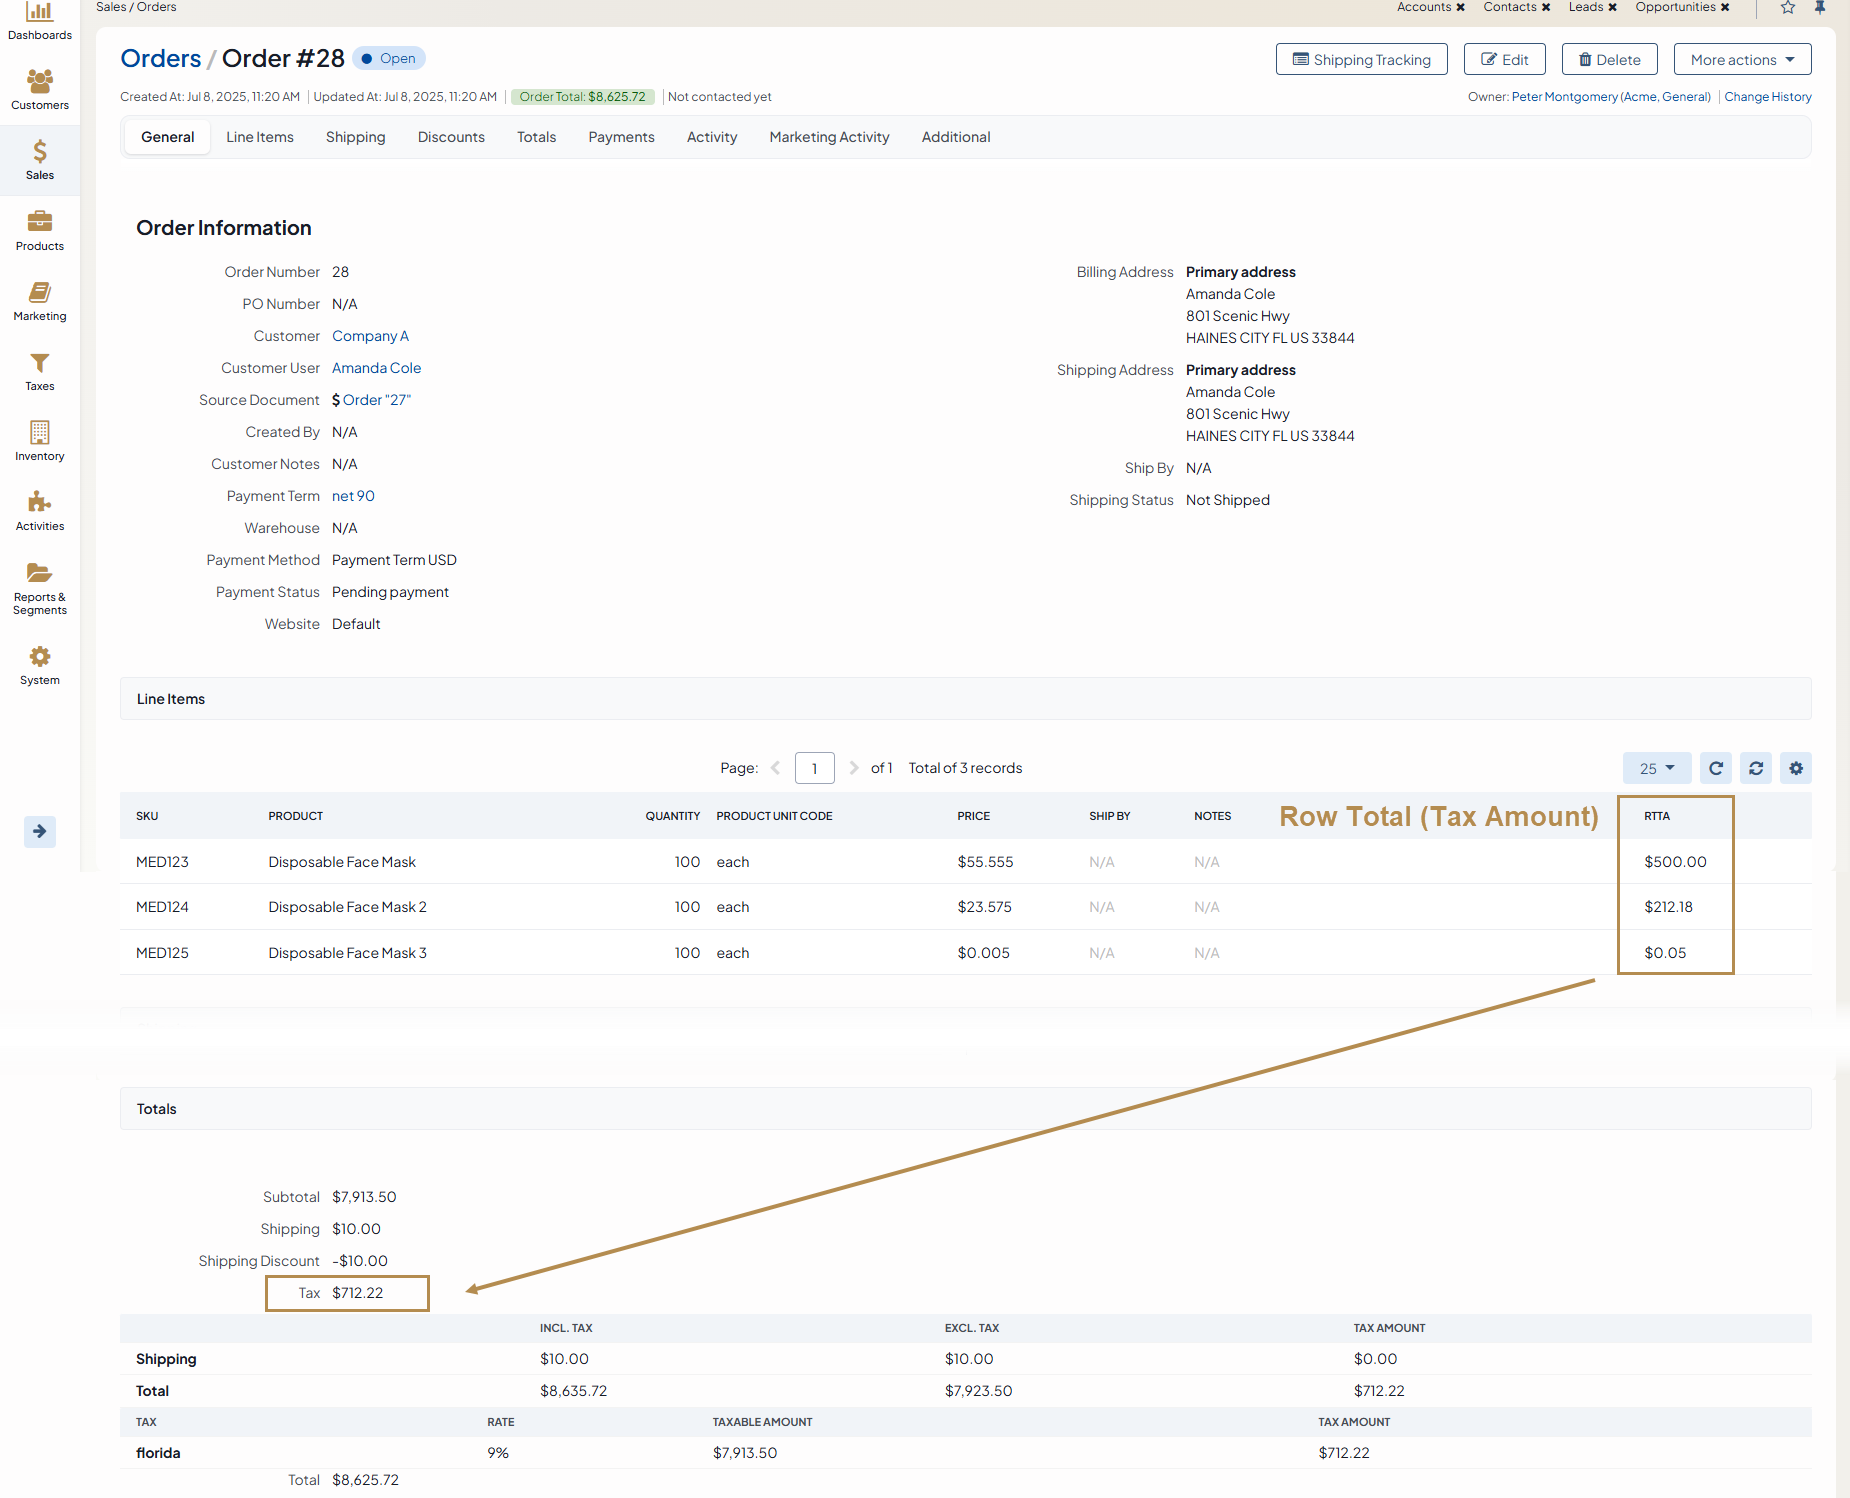 Sales / Orders
Accounts ✖ Contacts ✖ Leads ✖ Opportunities ✖
Dashboards
Customers
Sales
Products
Marketing
Taxes
Inventory
Activities
Reports &
Segments
System
Orders / Order #28 Open
Shipping Tracking Edit Delete More actions
Created At: Jul 8, 2025, 11:20 AM | Updated At: Jul 8, 2025, 11:20 AM | Order Total: $8,625.72 | Not contacted yet
Owner: Peter Montgomery (Acme, General) | Change History
General Line Items Shipping Discounts Totals Payments Activity Marketing Activity Additional
Order Information
Order Number 28
PO Number N/A
Customer Company A
Customer User Amanda Cole
Source Document $ Order "27"
Created By N/A
Customer Notes N/A
Payment Term net 90
Warehouse N/A
Payment Method Payment Term USD
Payment Status Pending payment
Website Default
Billing Address Primary address
Amanda Cole
801 Scenic Hwy
HAINES CITY FL US 33844
Shipping Address Primary address
Amanda Cole
801 Scenic Hwy
HAINES CITY FL US 33844
Ship By N/A
Shipping Status Not Shipped
Line Items
Page: 1 of 1 Total of 3 records
25
SKU PRODUCT QUANTITY PRODUCT UNIT CODE PRICE SHIP BY NOTES Row Total (Tax Amount) RTTA
MED123 Disposable Face Mask 100 each $55.555 N/A N/A $500.00
MED124 Disposable Face Mask 2 100 each $23.575 N/A N/A $212.18
MED125 Disposable Face Mask 3 100 each $0.005 N/A N/A $0.05
Totals
Subtotal $7,913.50
Shipping $10.00
Shipping Discount -$10.00
Tax $712.22
INCL. TAX EXCL. TAX TAX AMOUNT
Shipping $10.00 $10.00 $0.00
Total $8,635.72 $7,923.50 $712.22
TAX RATE TAXABLE AMOUNT TAX AMOUNT
florida 9% $7,913.50 $712.22
Total $8,625.72